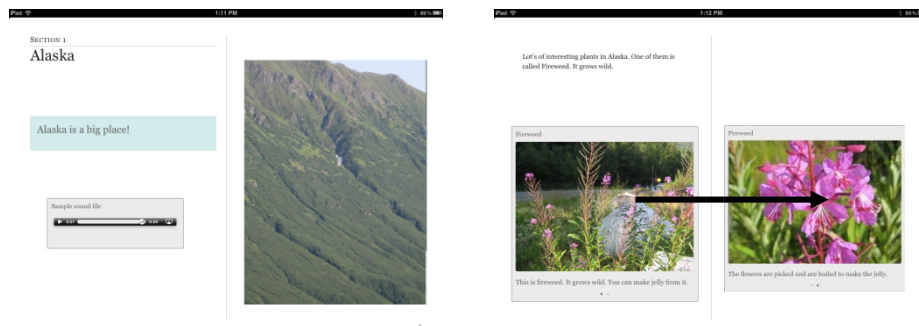 iPad 1:11 PM 89%
SECTION 1
Alaska
Alaska is a big place!
Sample sound file
iPad 1:12 PM 89%
Lot's of interesting plants in Alaska. One of them is
called Fireweed. It grows wild.
Fireweed
This is fireweed. It grows wild. You can make jelly from it.
Fireweed
The flowers are picked and are boiled to make the jelly.